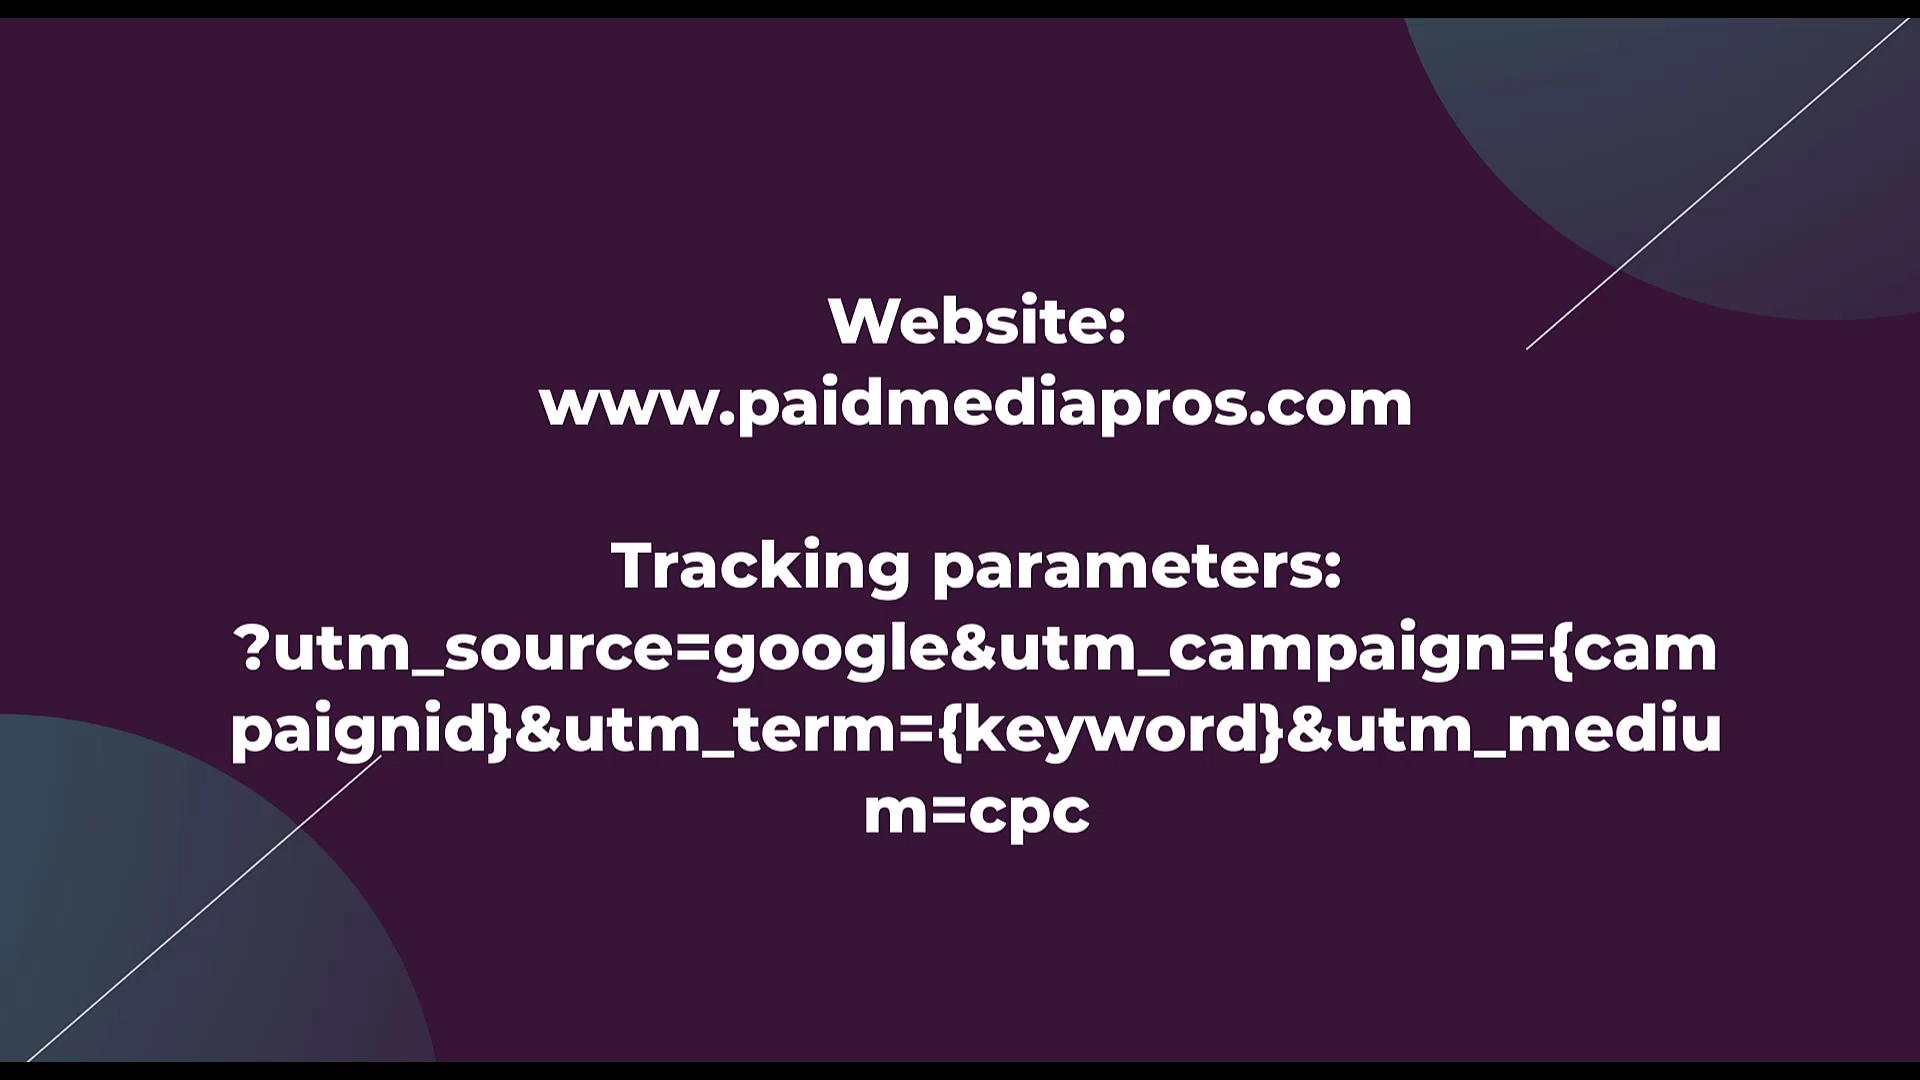 Website:
www.paidmediapros.com
Tracking parameters:
?utm_source=google&utm_campaign={cam
paignid}&utm_term={keyword}&utm_mediu
m=cpc